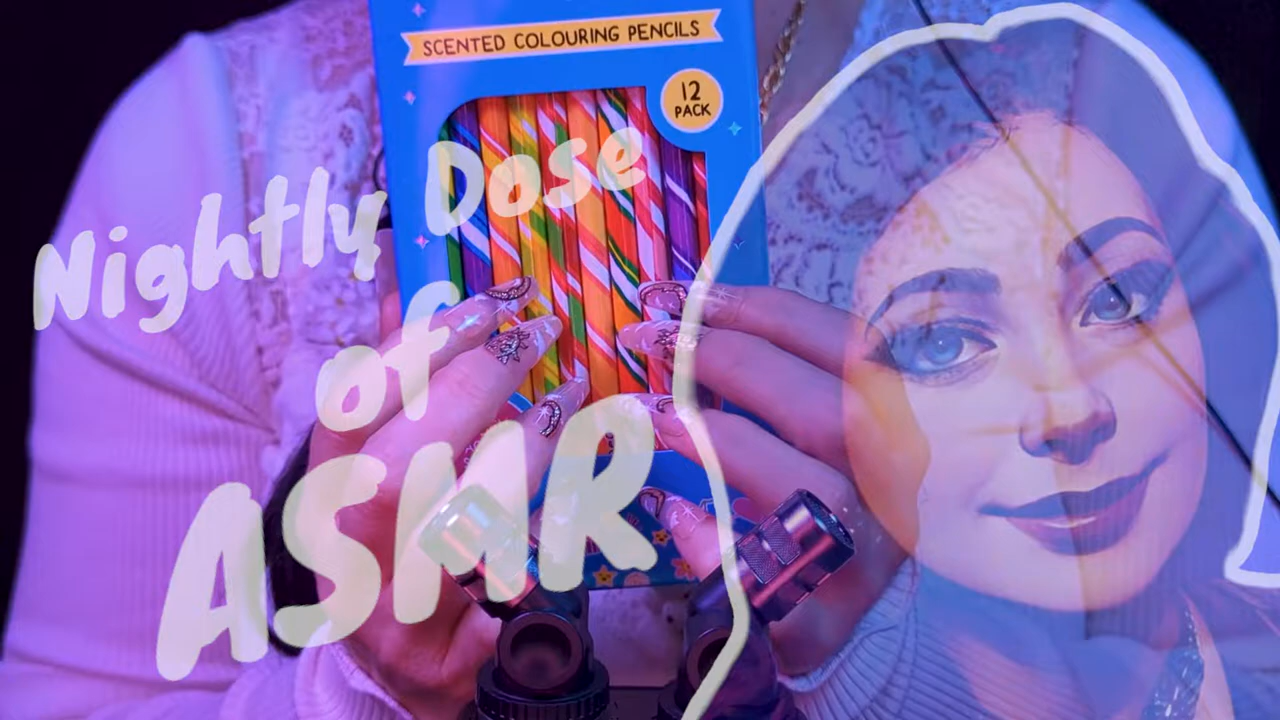 SCENTED COLOURING PENCILS
12
PACK
Nightly Dose
of
ASMR